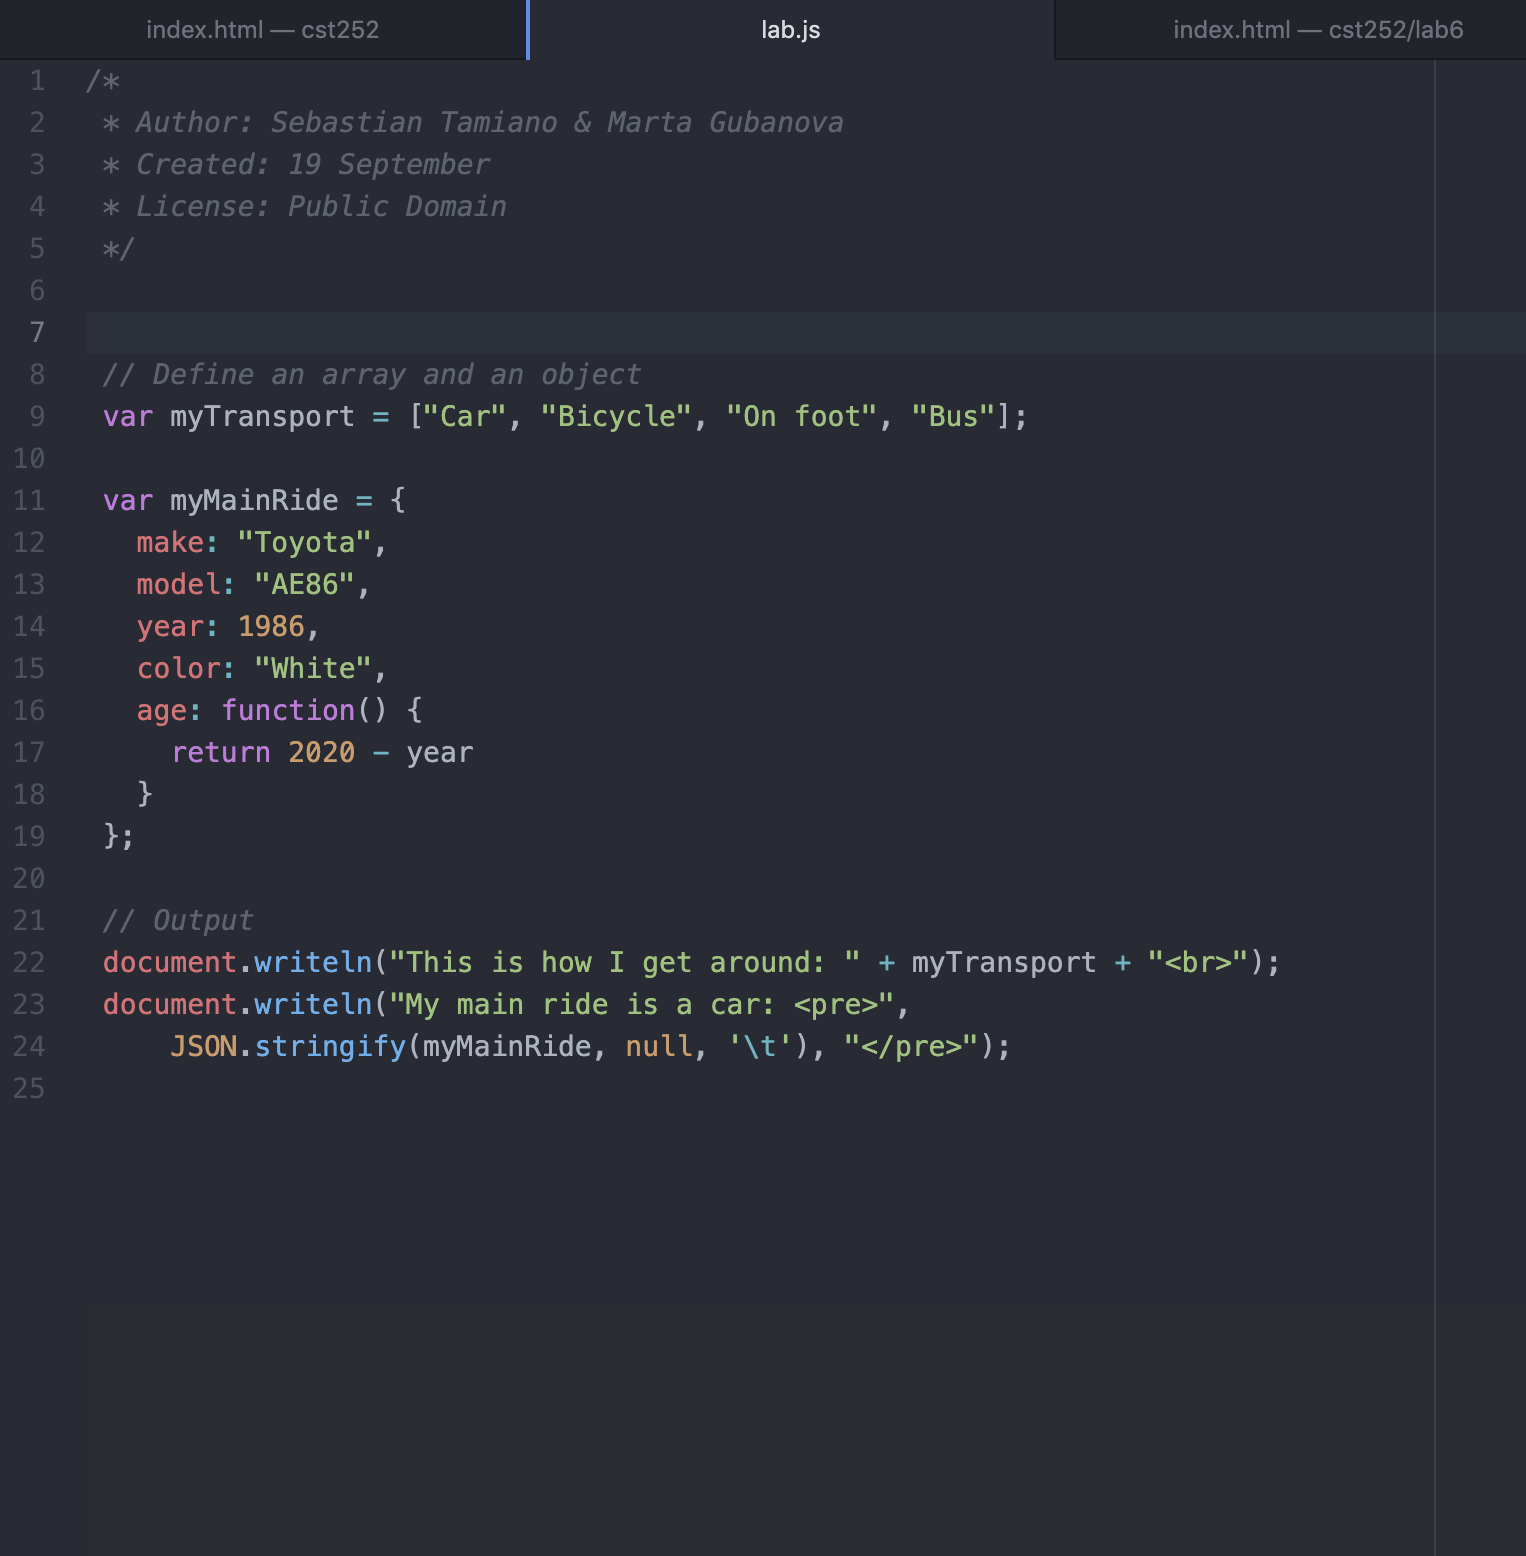 index.html — cst252
lab.js
index.html — cst252/lab6
1 /*
2  * Author: Sebastian Tamiano & Marta Gubanova
3  * Created: 19 September
4  * License: Public Domain
5  */
6
7
8  // Define an array and an object
9  var myTransport = ["Car", "Bicycle", "On foot", "Bus"];
10
11  var myMainRide = {
12    make: "Toyota",
13    model: "AE86",
14    year: 1986,
15    color: "White",
16    age: function() {
17      return 2020 - year
18    }
19  };
20
21  // Output
22  document.writeln("This is how I get around: " + myTransport + "<br>");
23  document.writeln("My main ride is a car: <pre>",
24      JSON.stringify(myMainRide, null, '\t'), "</pre>");
25